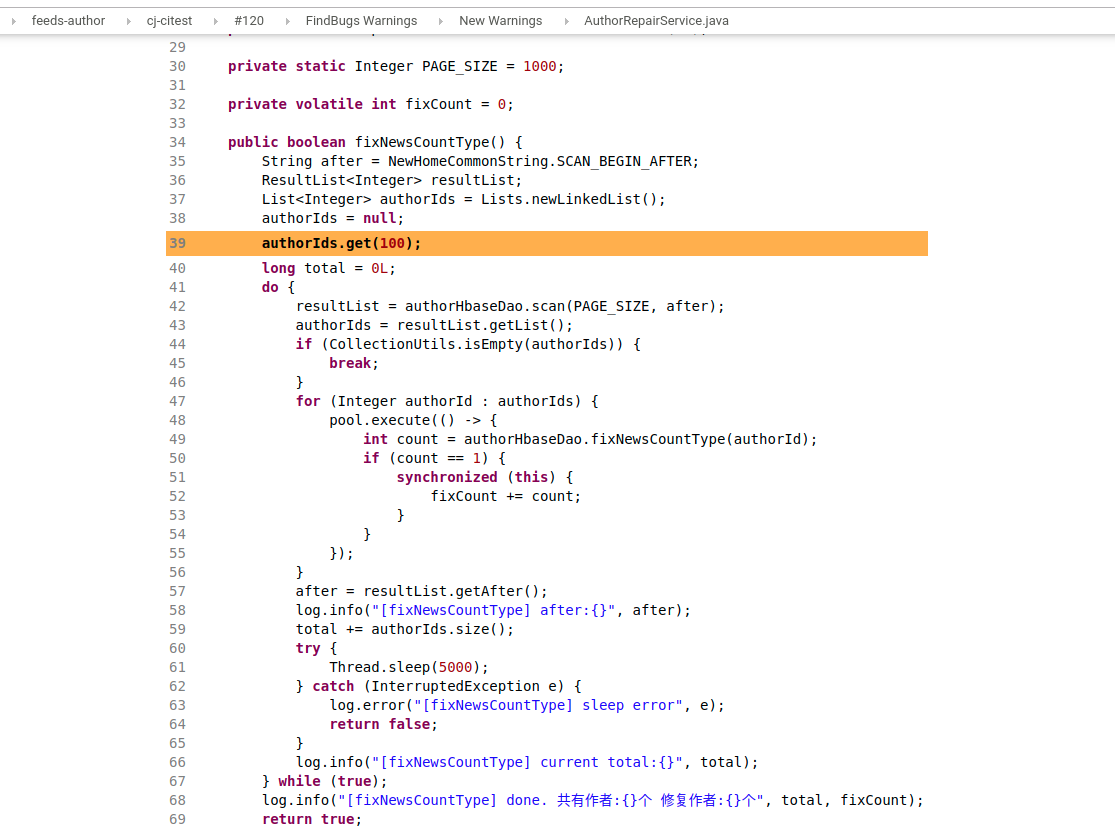 feeds-author cj-citest #120 FindBugs Warnings New Warnings AuthorRepairService.java
29
30 private static Integer PAGE_SIZE = 1000;
31
32 private volatile int fixCount = 0;
33
34 public boolean fixNewsCountType() {
35 String after = NewHomeCommonString.SCAN_BEGIN_AFTER;
36 ResultList<Integer> resultList;
37 List<Integer> authorIds = Lists.newLinkedList();
38 authorIds = null;
39 authorIds.get(100);
40 long total = 0L;
41 do {
42 resultList = authorHbaseDao.scan(PAGE_SIZE, after);
43 authorIds = resultList.getList();
44 if (CollectionUtils.isEmpty(authorIds)) {
45 break;
46 }
47 for (Integer authorId : authorIds) {
48 pool.execute(() -> {
49 int count = authorHbaseDao.fixNewsCountType(authorId);
50 if (count == 1) {
51 synchronized (this) {
52 fixCount += count;
53 }
54 }
55 });
56 }
57 after = resultList.getAfter();
58 log.info("[fixNewsCountType] after:{}", after);
59 total += authorIds.size();
60 try {
61 Thread.sleep(5000);
62 } catch (InterruptedException e) {
63 log.error("[fixNewsCountType] sleep error", e);
64 return false;
65 }
66 log.info("[fixNewsCountType] current total:{}", total);
67 } while (true);
68 log.info("[fixNewsCountType] done. 共有作者:{}个 修复作者:{}个", total, fixCount);
69 return true;